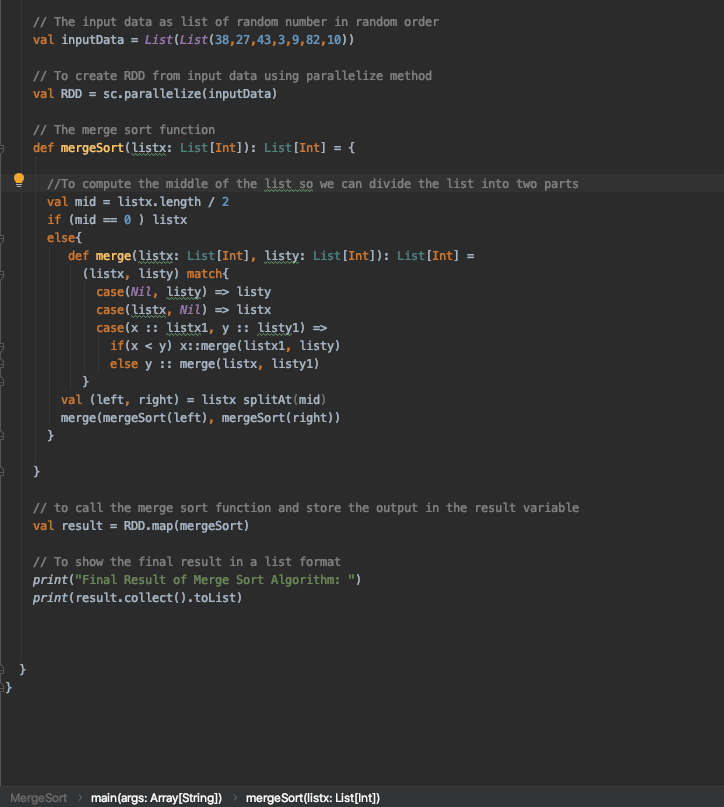 // The input data as list of random number in random order
val inputData = List(List(38,27,43,3,9,82,10))
// To create RDD from input data using parallelize method
val RDD = sc.parallelize(inputData)
// The merge sort function
def mergeSort(listx: List[Int]): List[Int] = {
//To compute the middle of the list so we can divide the list into two parts
val mid = listx.length / 2
if (mid == 0 ) listx
else{
def merge(listx: List[Int], listy: List[Int]): List[Int] =
(listx, listy) match{
case(Nil, listy) => listy
case(listx, Nil) => listx
case(x :: listx1, y :: listy1) =>
if(x < y) x::merge(listx1, listy)
else y :: merge(listx, listy1)
}
val (left, right) = listx splitAt(mid)
merge(mergeSort(left), mergeSort(right))
}
}
// to call the merge sort function and store the output in the result variable
val result = RDD.map(mergeSort)
// To show the final result in a list format
print("Final Result of Merge Sort Algorithm: ")
print(result.collect().toList)
}
}
MergeSort › main(args: Array[String]) › mergeSort(listx: List[Int])